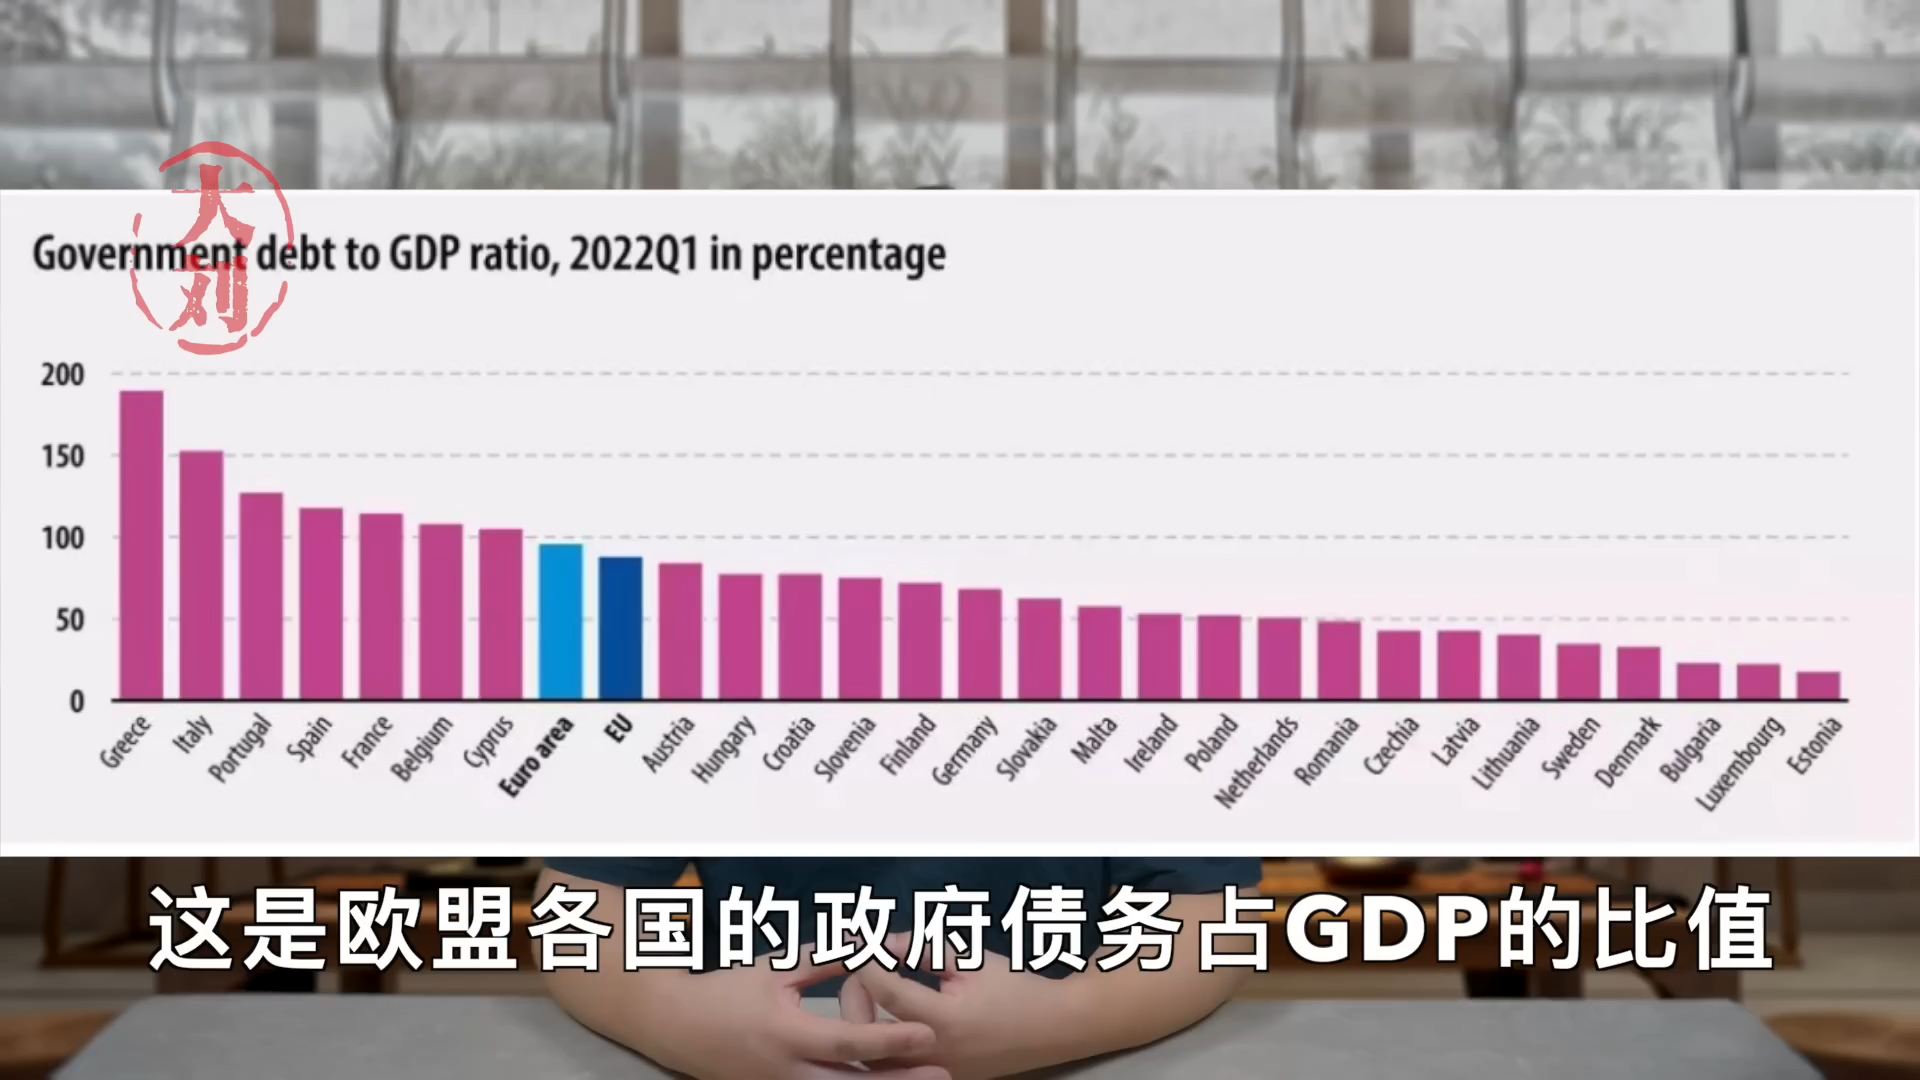 大刘
Government debt to GDP ratio, 2022Q1 in percentage
200
150
100
50
0
Greece
Italy
Portugal
Spain
France
Belgium
Cyprus
Euro area
EU
Austria
Hungary
Croatia
Slovenia
Finland
Germany
Slovakia
Malta
Ireland
Poland
Netherlands
Romania
Czechia
Latvia
Lithuania
Sweden
Denmark
Bulgaria
Luxembourg
Estonia
这是欧盟各国的政府债务占GDP的比值